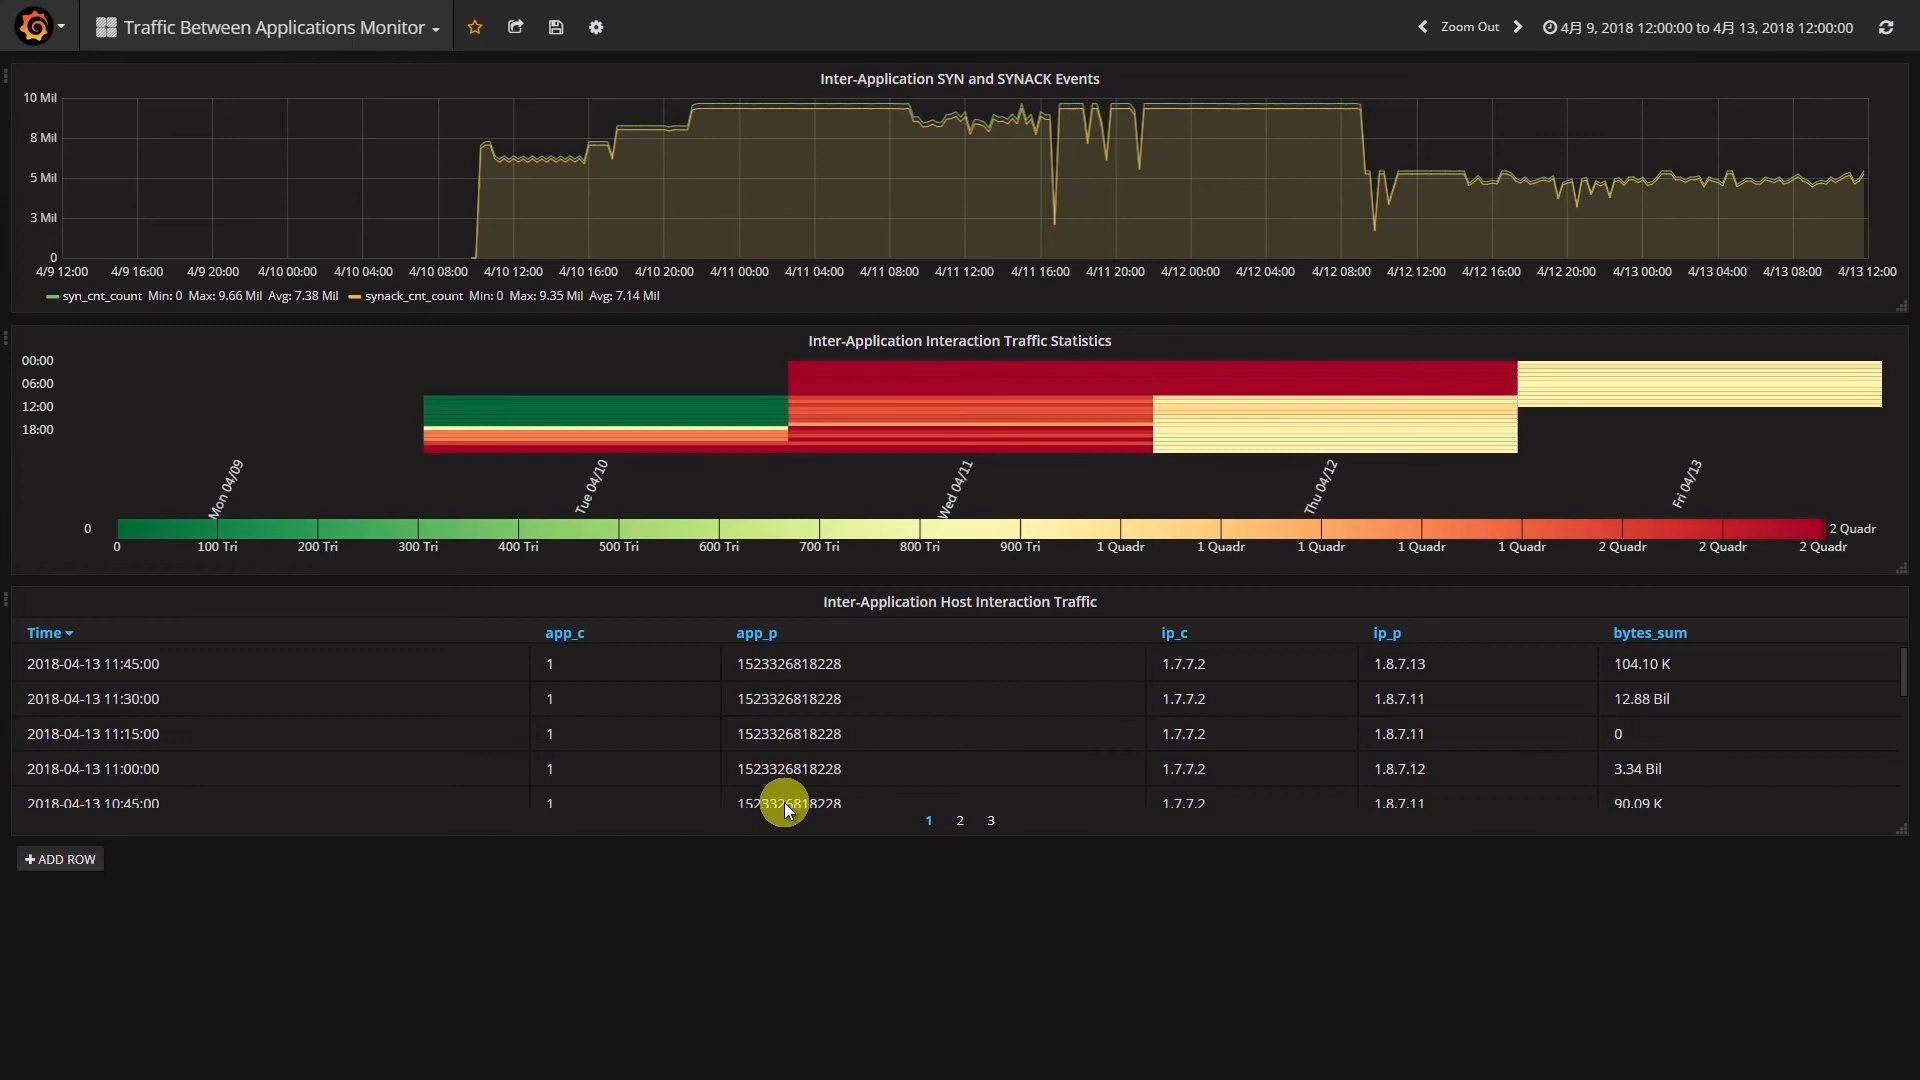 Traffic Between Applications Monitor
Zoom Out
4月 9, 2018 12:00:00 to 4月 13, 2018 12:00:00
Inter-Application SYN and SYNACK Events
10 Mil
8 Mil
5 Mil
3 Mil
0
4/9 12:00 4/9 16:00 4/9 20:00 4/10 00:00 4/10 04:00 4/10 08:00 4/10 12:00 4/10 16:00 4/10 20:00 4/11 00:00 4/11 04:00 4/11 08:00 4/11 12:00 4/11 16:00 4/11 20:00 4/12 00:00 4/12 04:00 4/12 08:00 4/12 12:00 4/12 16:00 4/12 20:00 4/13 00:00 4/13 04:00 4/13 08:00 4/13 12:00
syn_cnt_count Min: 0 Max: 9.66 Mil Avg: 7.38 Mil synack_cnt_count Min: 0 Max: 9.35 Mil Avg: 7.14 Mil
Inter-Application Interaction Traffic Statistics
00:00
06:00
12:00
18:00
Mon 04/09 Tue 04/10 Wed 04/11 Thu 04/12 Fri 04/13
0 2 Quadr
0 100 Tri 200 Tri 300 Tri 400 Tri 500 Tri 600 Tri 700 Tri 800 Tri 900 Tri 1 Quadr 1 Quadr 1 Quadr 1 Quadr 1 Quadr 2 Quadr 2 Quadr 2 Quadr
Inter-Application Host Interaction Traffic
Time app_c app_p ip_c ip_p bytes_sum
2018-04-13 11:45:00 1 1523326818228 1.7.7.2 1.8.7.13 104.10 K
2018-04-13 11:30:00 1 1523326818228 1.7.7.2 1.8.7.11 12.88 Bil
2018-04-13 11:15:00 1 1523326818228 1.7.7.2 1.8.7.11 0
2018-04-13 11:00:00 1 1523326818228 1.7.7.2 1.8.7.12 3.34 Bil
2018-04-13 10:45:00 1 1523326818228 1.7.7.2 1.8.7.11 90.09 K
1 2 3
ADD ROW